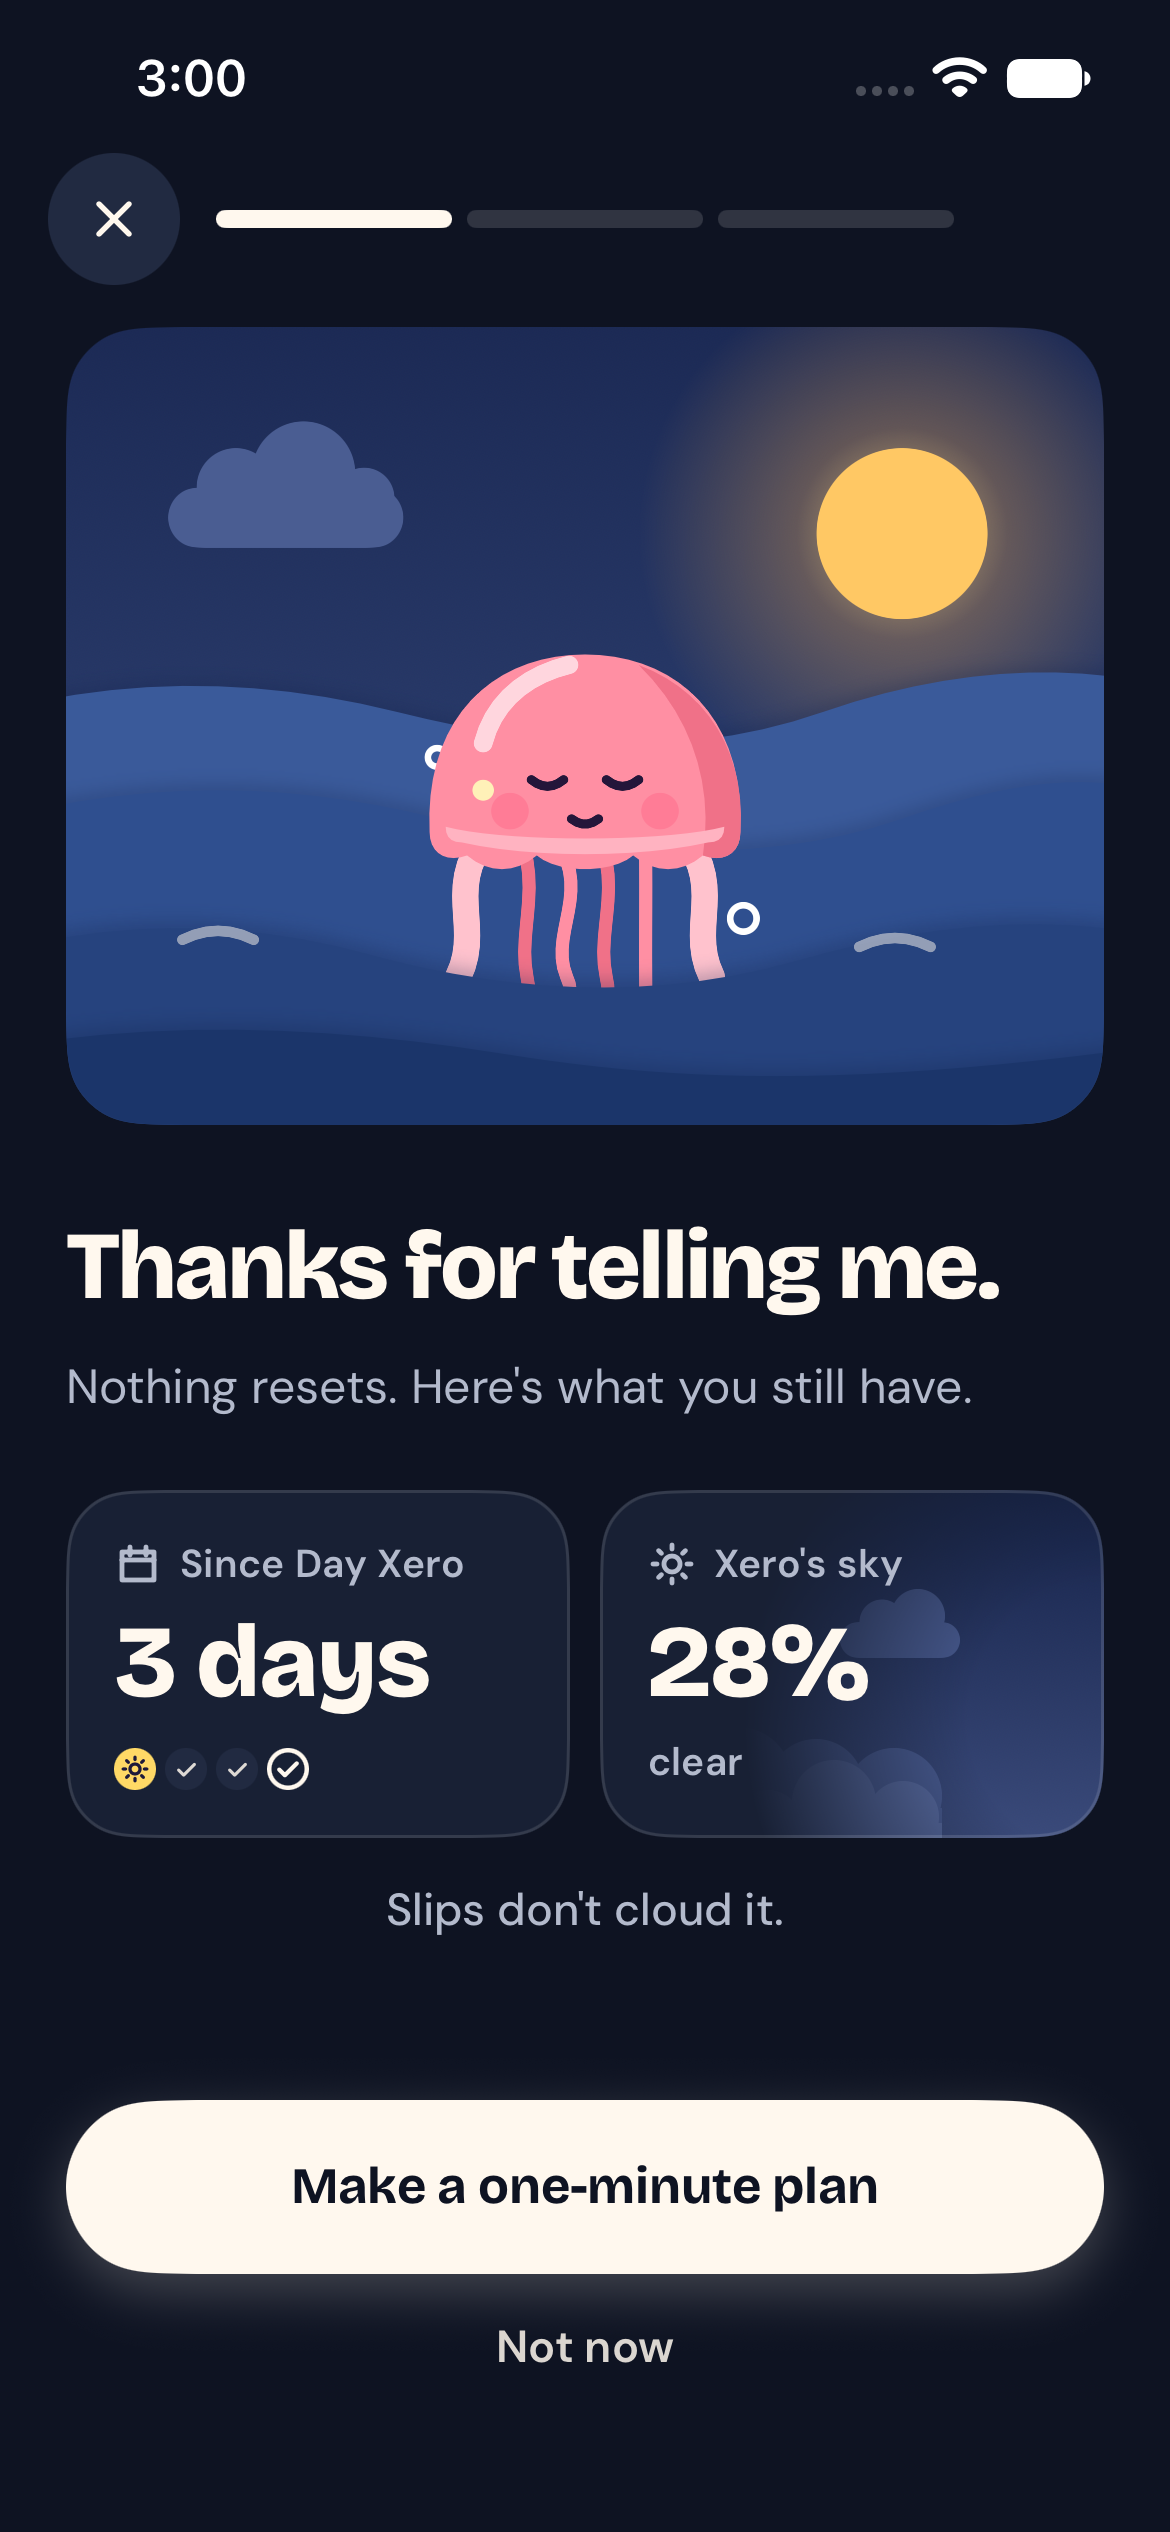 3:00
Thanks for telling me.
Nothing resets. Here's what you still have.
Since Day Xero
3 days
Xero's sky
28%
clear
Slips don't cloud it.
Make a one-minute plan
Not now